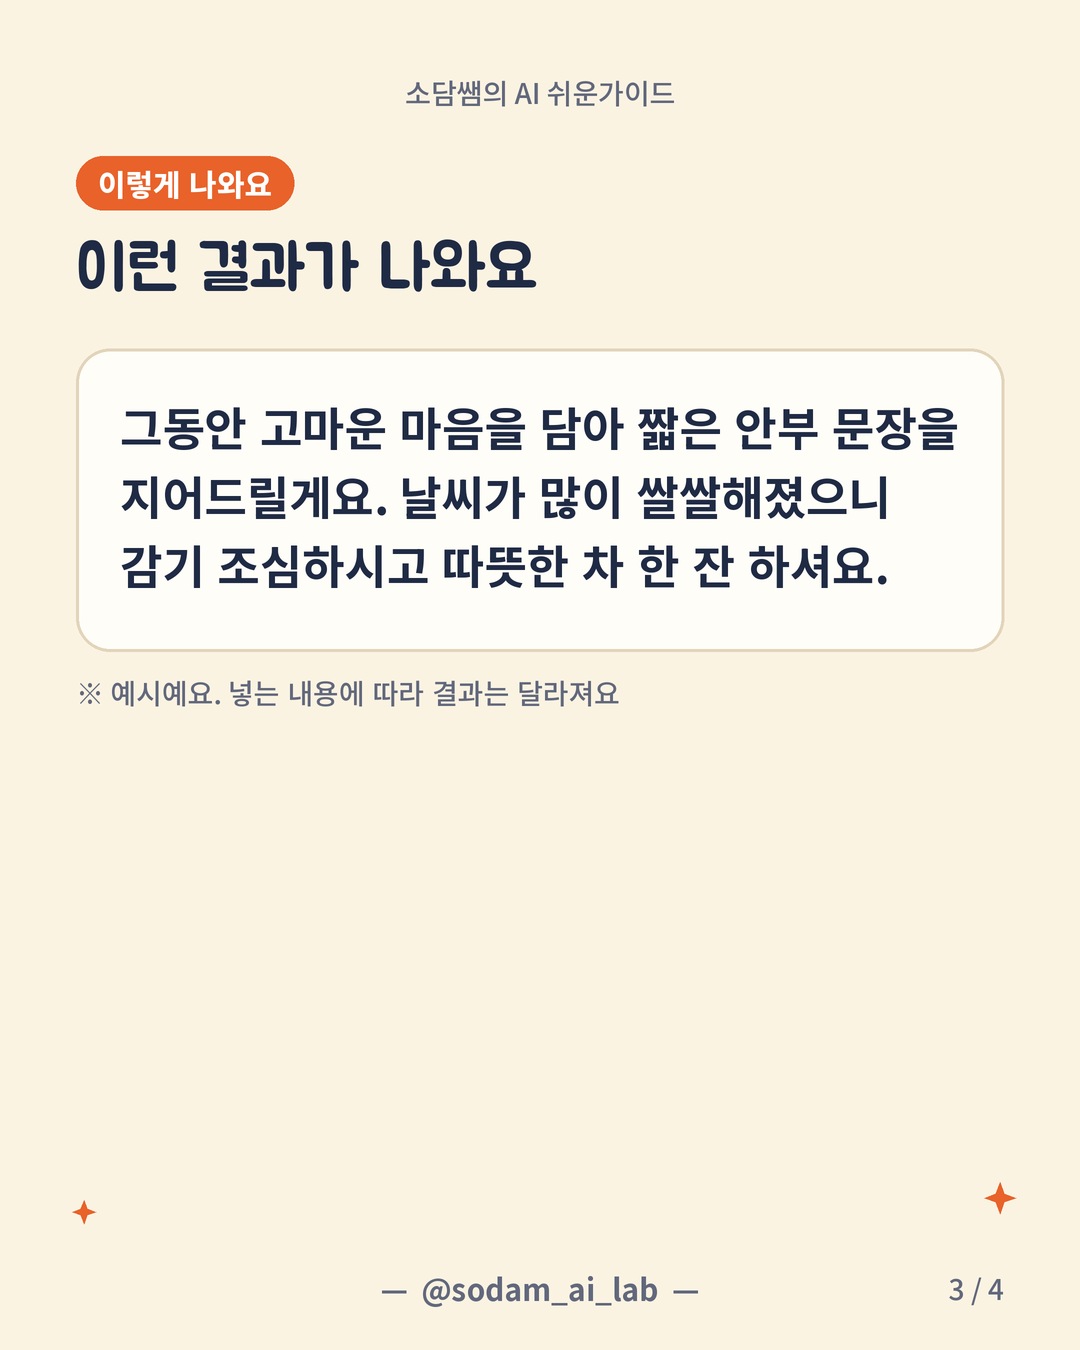 소담쌤의 AI 쉬운가이드
이렇게 나와요
이런 결과가 나와요
그동안 고마운 마음을 담아 짧은 안부 문장을
지어드릴게요. 날씨가 많이 쌀쌀해졌으니
감기 조심하시고 따뜻한 차 한 잔 하셔요.
※ 예시예요. 넣는 내용에 따라 결과는 달라져요
— @sodam_ai_lab —
3 / 4